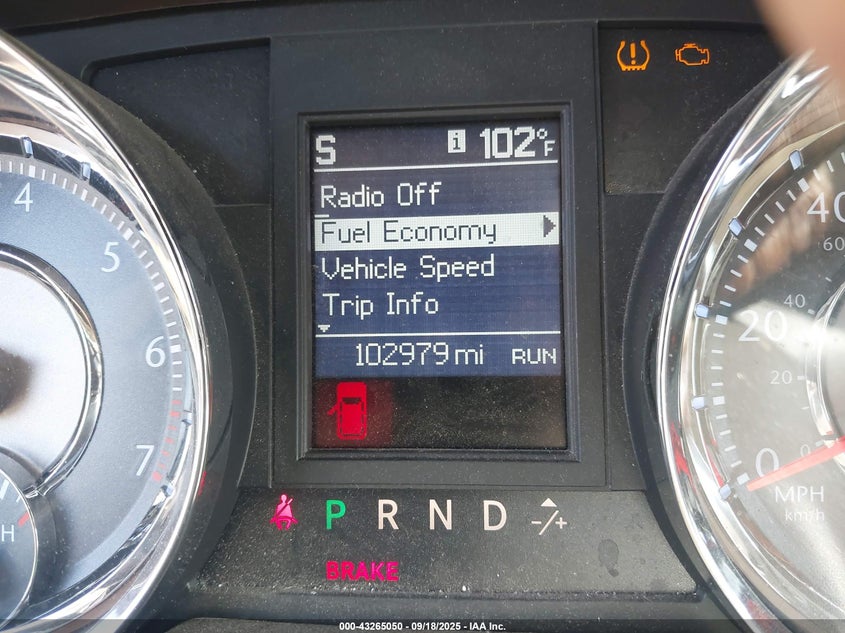 S i 102°F
Radio Off
Fuel Economy
Vehicle Speed
Trip Info
102979 mi RUN
4
5
6
7
H
40
60
20
40
20
0
0
MPH
km/h
P R N D -/+
BRAKE
000-43265050 - 09/18/2025 - IAA Inc.